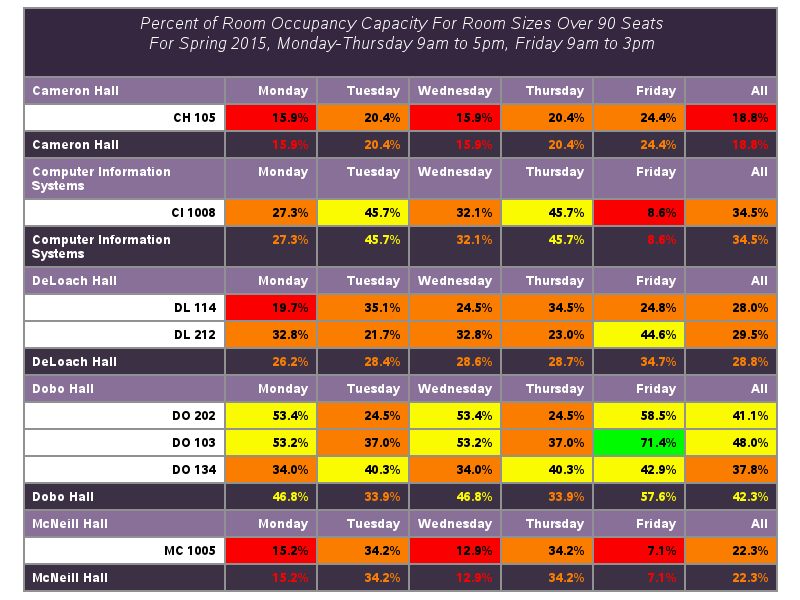 Percent of Room Occupancy Capacity For Room Sizes Over 90 Seats
For Spring 2015, Monday-Thursday 9am to 5pm, Friday 9am to 3pm
Cameron Hall Monday Tuesday Wednesday Thursday Friday All
CH 105 15.9% 20.4% 15.9% 20.4% 24.4% 18.8%
Cameron Hall 15.9% 20.4% 15.9% 20.4% 24.4% 18.8%
Computer Information Monday Tuesday Wednesday Thursday Friday All
Systems
CI 1008 27.3% 45.7% 32.1% 45.7% 8.6% 34.5%
Computer Information 27.3% 45.7% 32.1% 45.7% 8.6% 34.5%
Systems
DeLoach Hall Monday Tuesday Wednesday Thursday Friday All
DL 114 19.7% 35.1% 24.5% 34.5% 24.8% 28.0%
DL 212 32.8% 21.7% 32.8% 23.0% 44.6% 29.5%
DeLoach Hall 26.2% 28.4% 28.6% 28.7% 34.7% 28.8%
Dobo Hall Monday Tuesday Wednesday Thursday Friday All
DO 202 53.4% 24.5% 53.4% 24.5% 58.5% 41.1%
DO 103 53.2% 37.0% 53.2% 37.0% 71.4% 48.0%
DO 134 34.0% 40.3% 34.0% 40.3% 42.9% 37.8%
Dobo Hall 46.8% 33.9% 46.8% 33.9% 57.6% 42.3%
McNeill Hall Monday Tuesday Wednesday Thursday Friday All
MC 1005 15.2% 34.2% 12.9% 34.2% 7.1% 22.3%
McNeill Hall 15.2% 34.2% 12.9% 34.2% 7.1% 22.3%